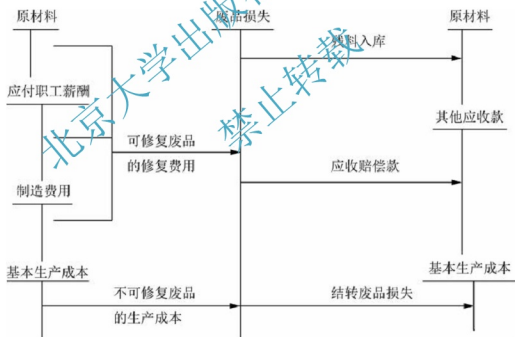 原材料
废品损失
原材料
残料入库
应付职工薪酬
其他应收款
可修复废品
的修复费用
应收赔偿款
制造费用
基本生产成本
基本生产成本
不可修复废品
的生产成本
结转废品损失
北京大学出版
禁止转载